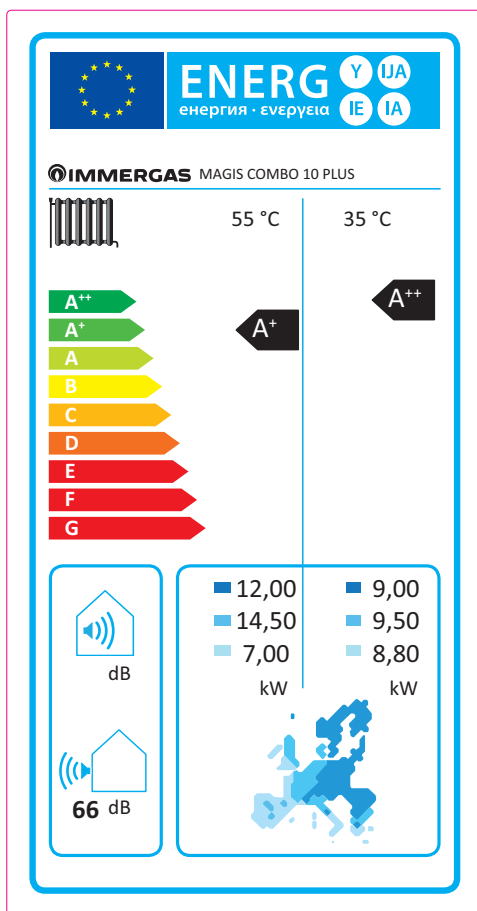 ENERG Y IJA
енергия · ενεργεια IE IA
IMMERGAS MAGIS COMBO 10 PLUS
55 °C 35 °C
A++ A++
A+ A+
A
B
C
D
E
F
G
12,00 9,00
14,50 9,50
7,00 8,80
kW kW
dB
66 dB